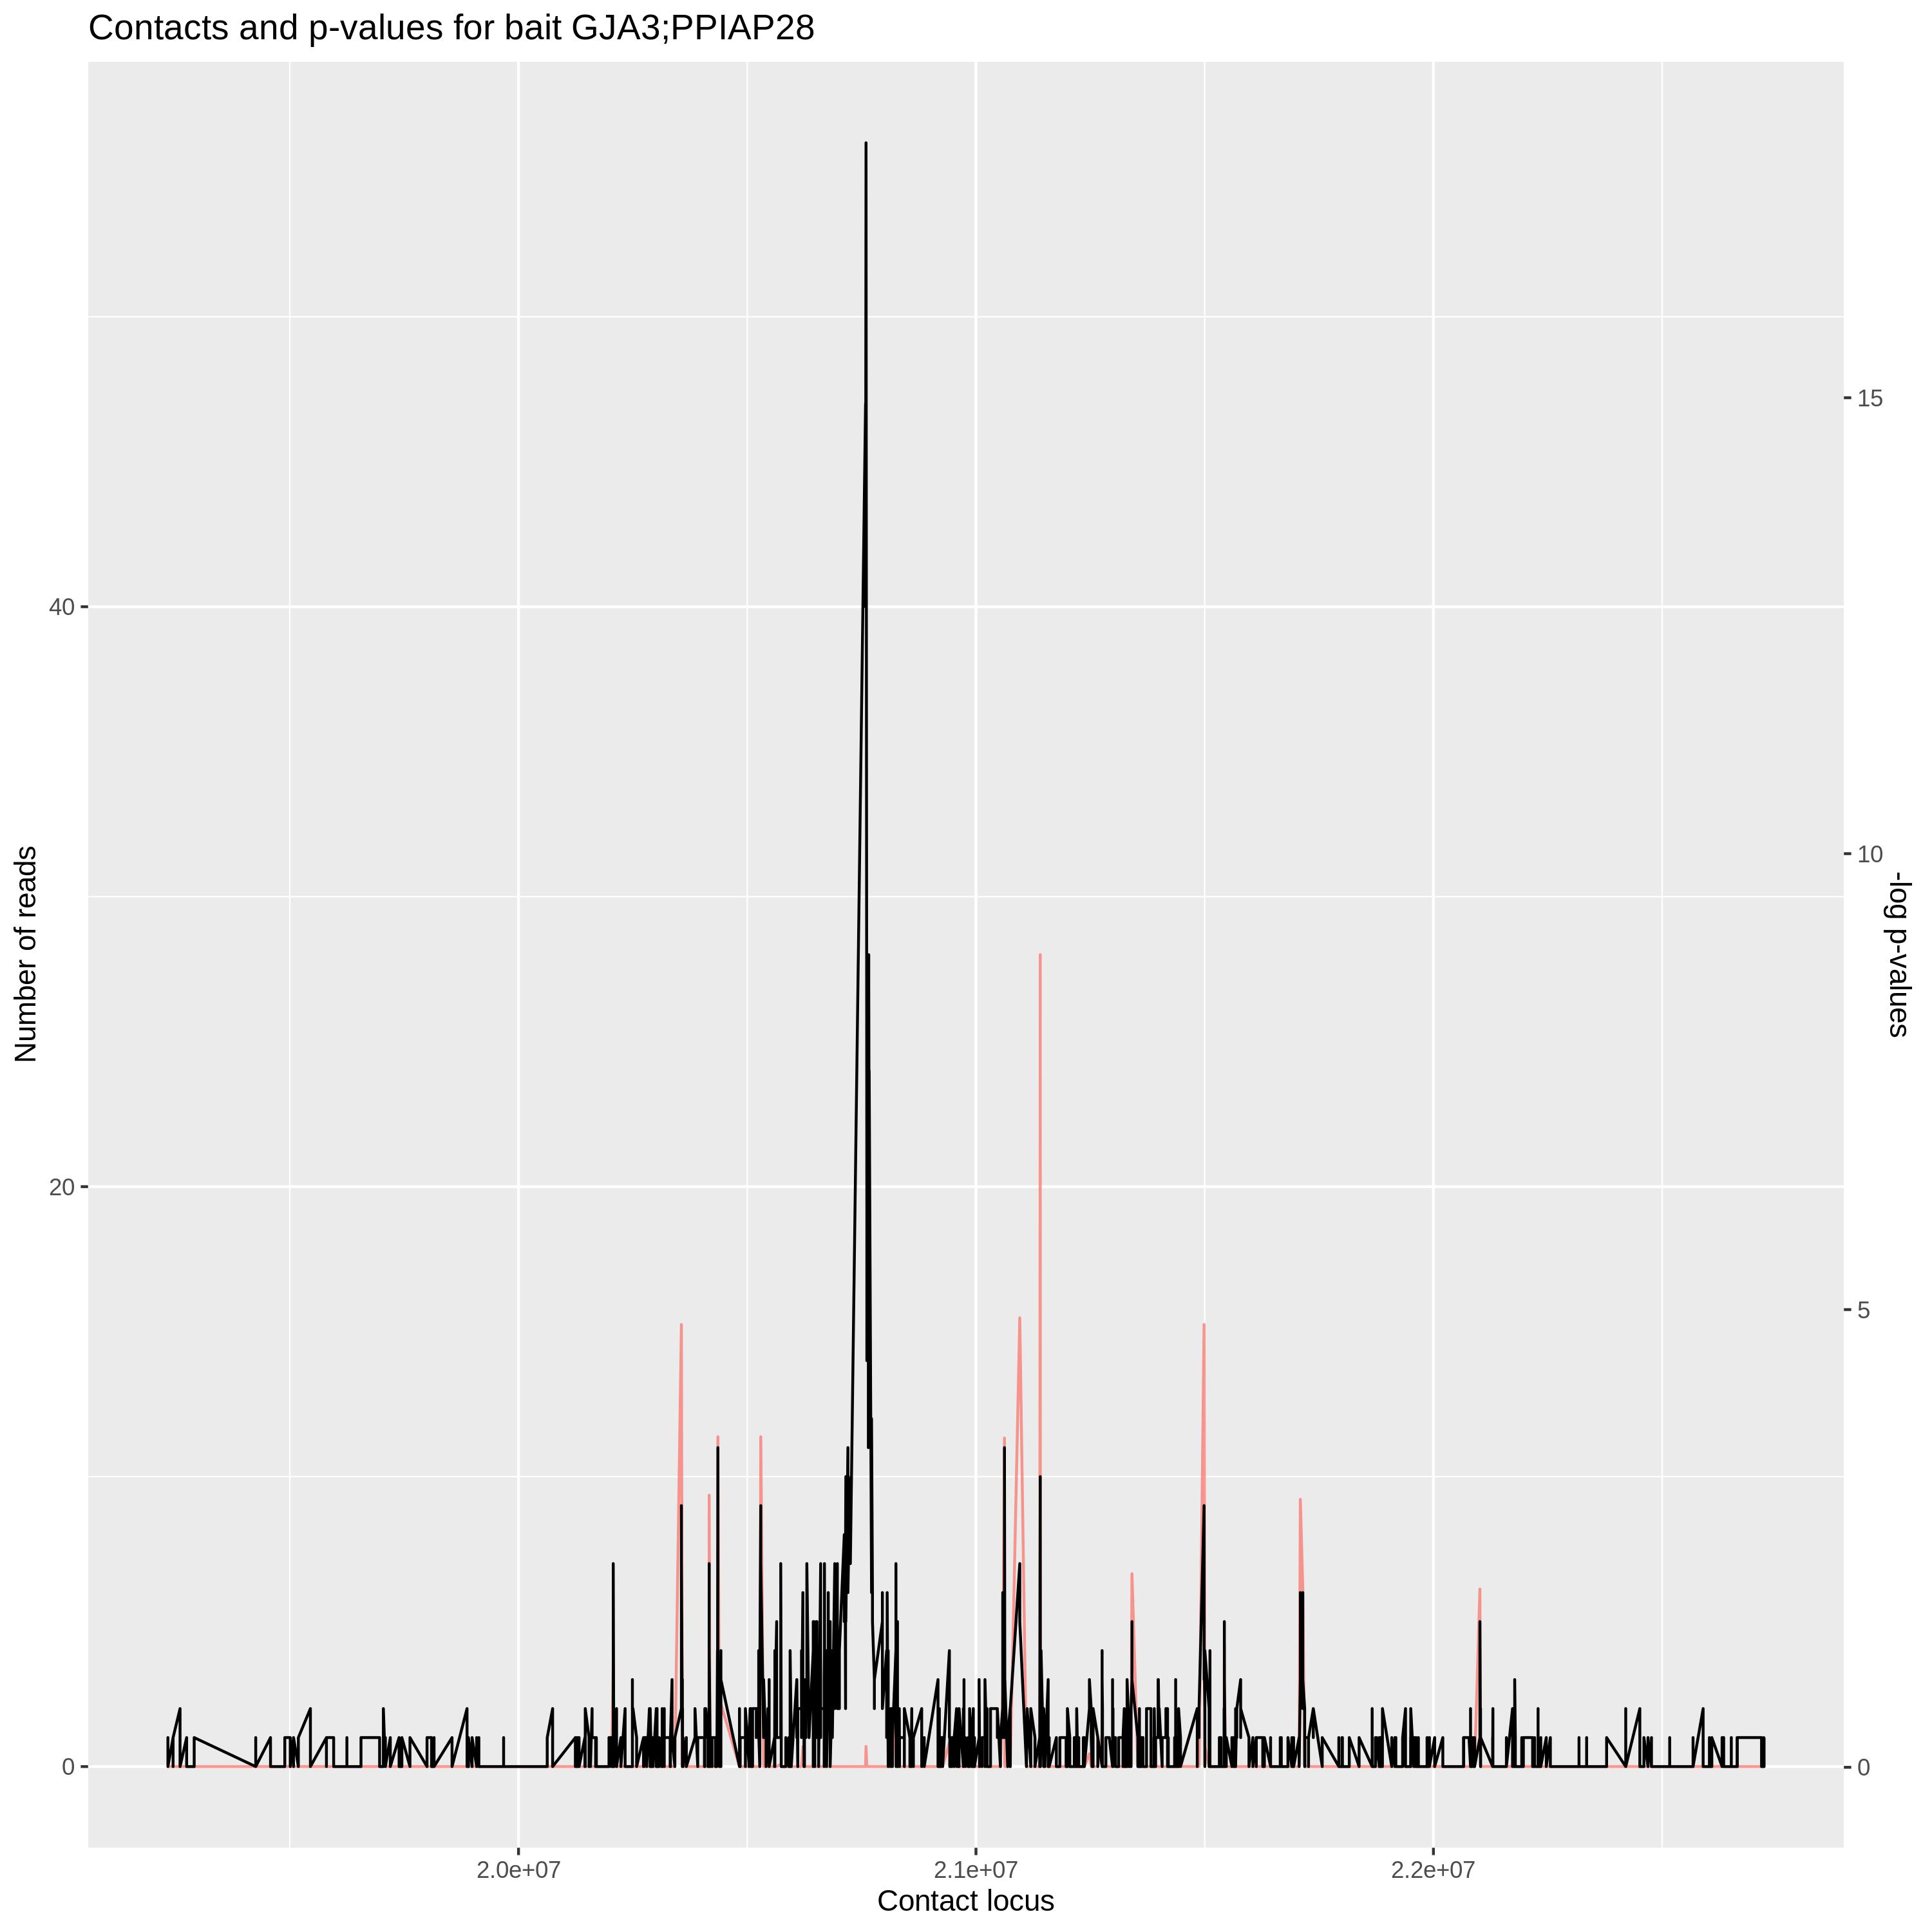 Contacts and p-values for bait GJA3;PPIAP28
Number of reads
40
20
0
15
10
5
0
-log p-values
2.0e+07
2.1e+07
2.2e+07
Contact locus